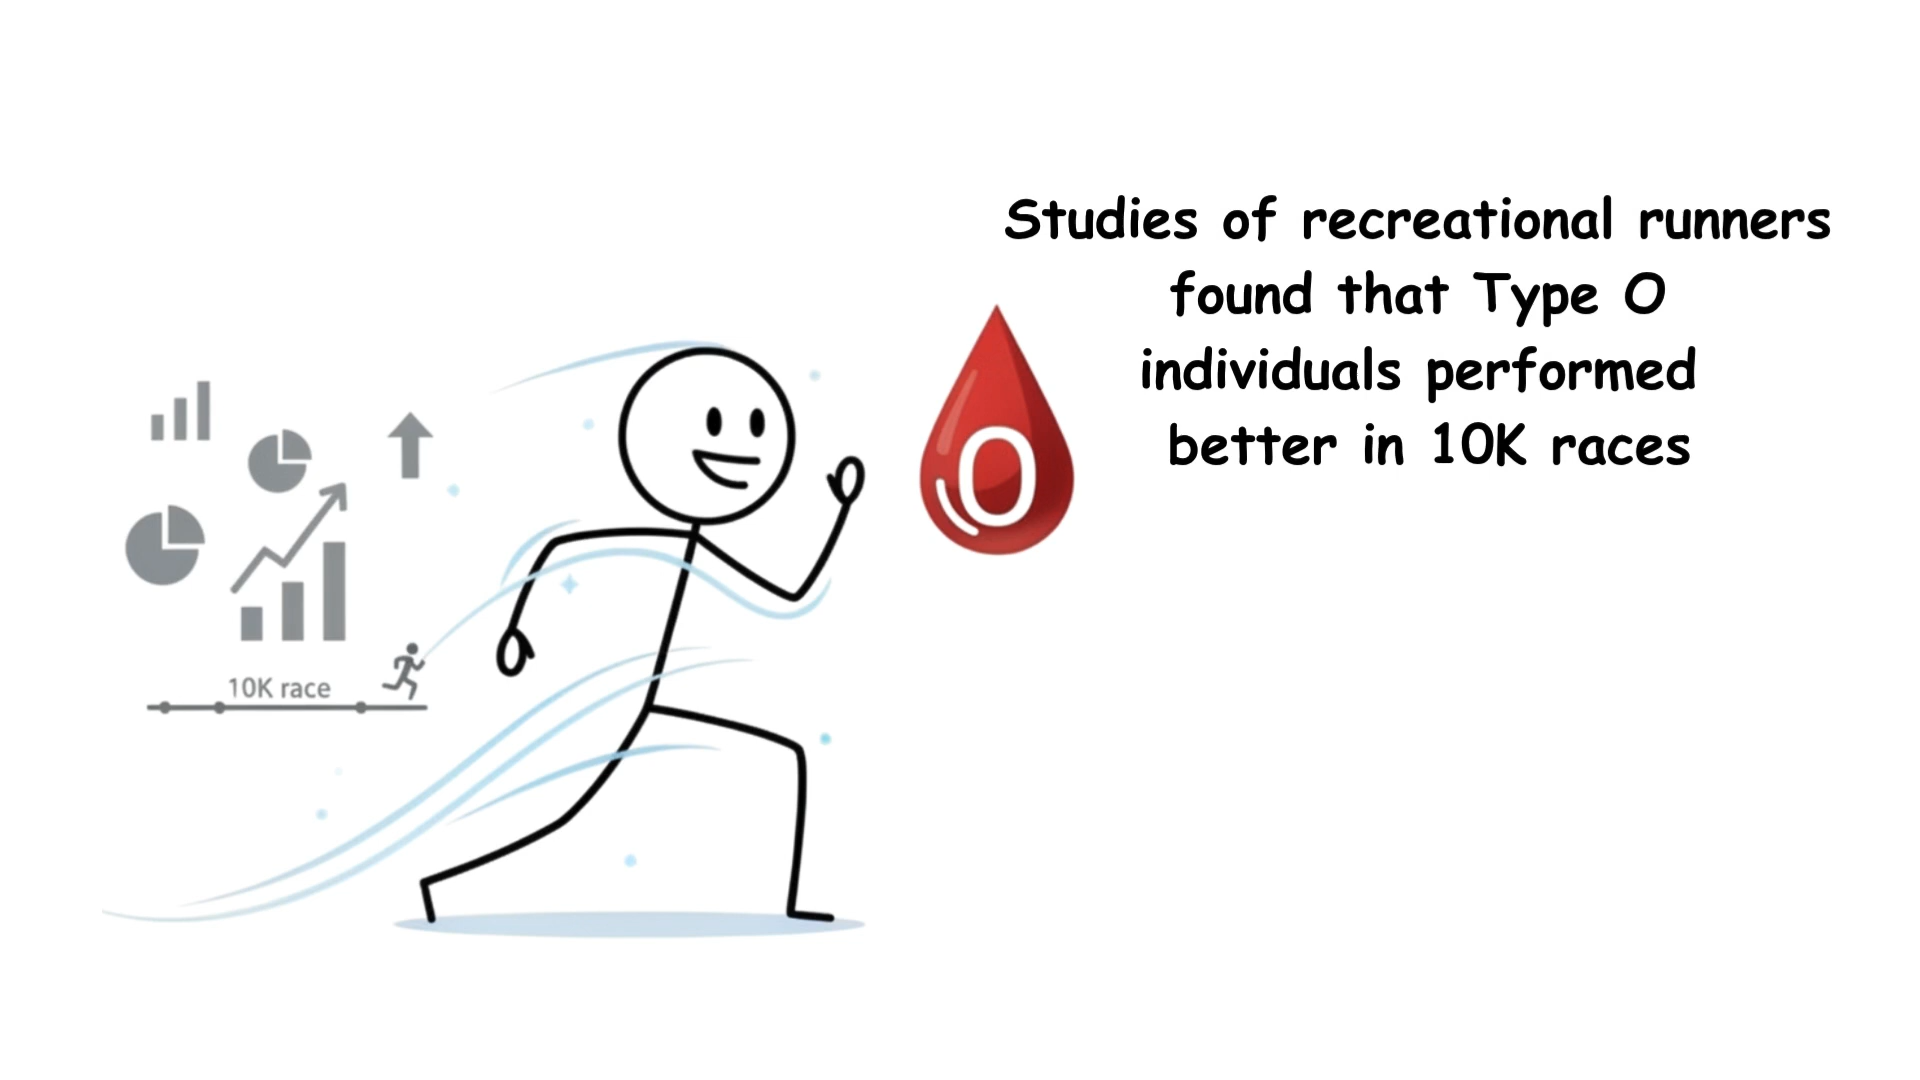 Studies of recreational runners
found that Type O
individuals performed
better in 10K races
O
10K race